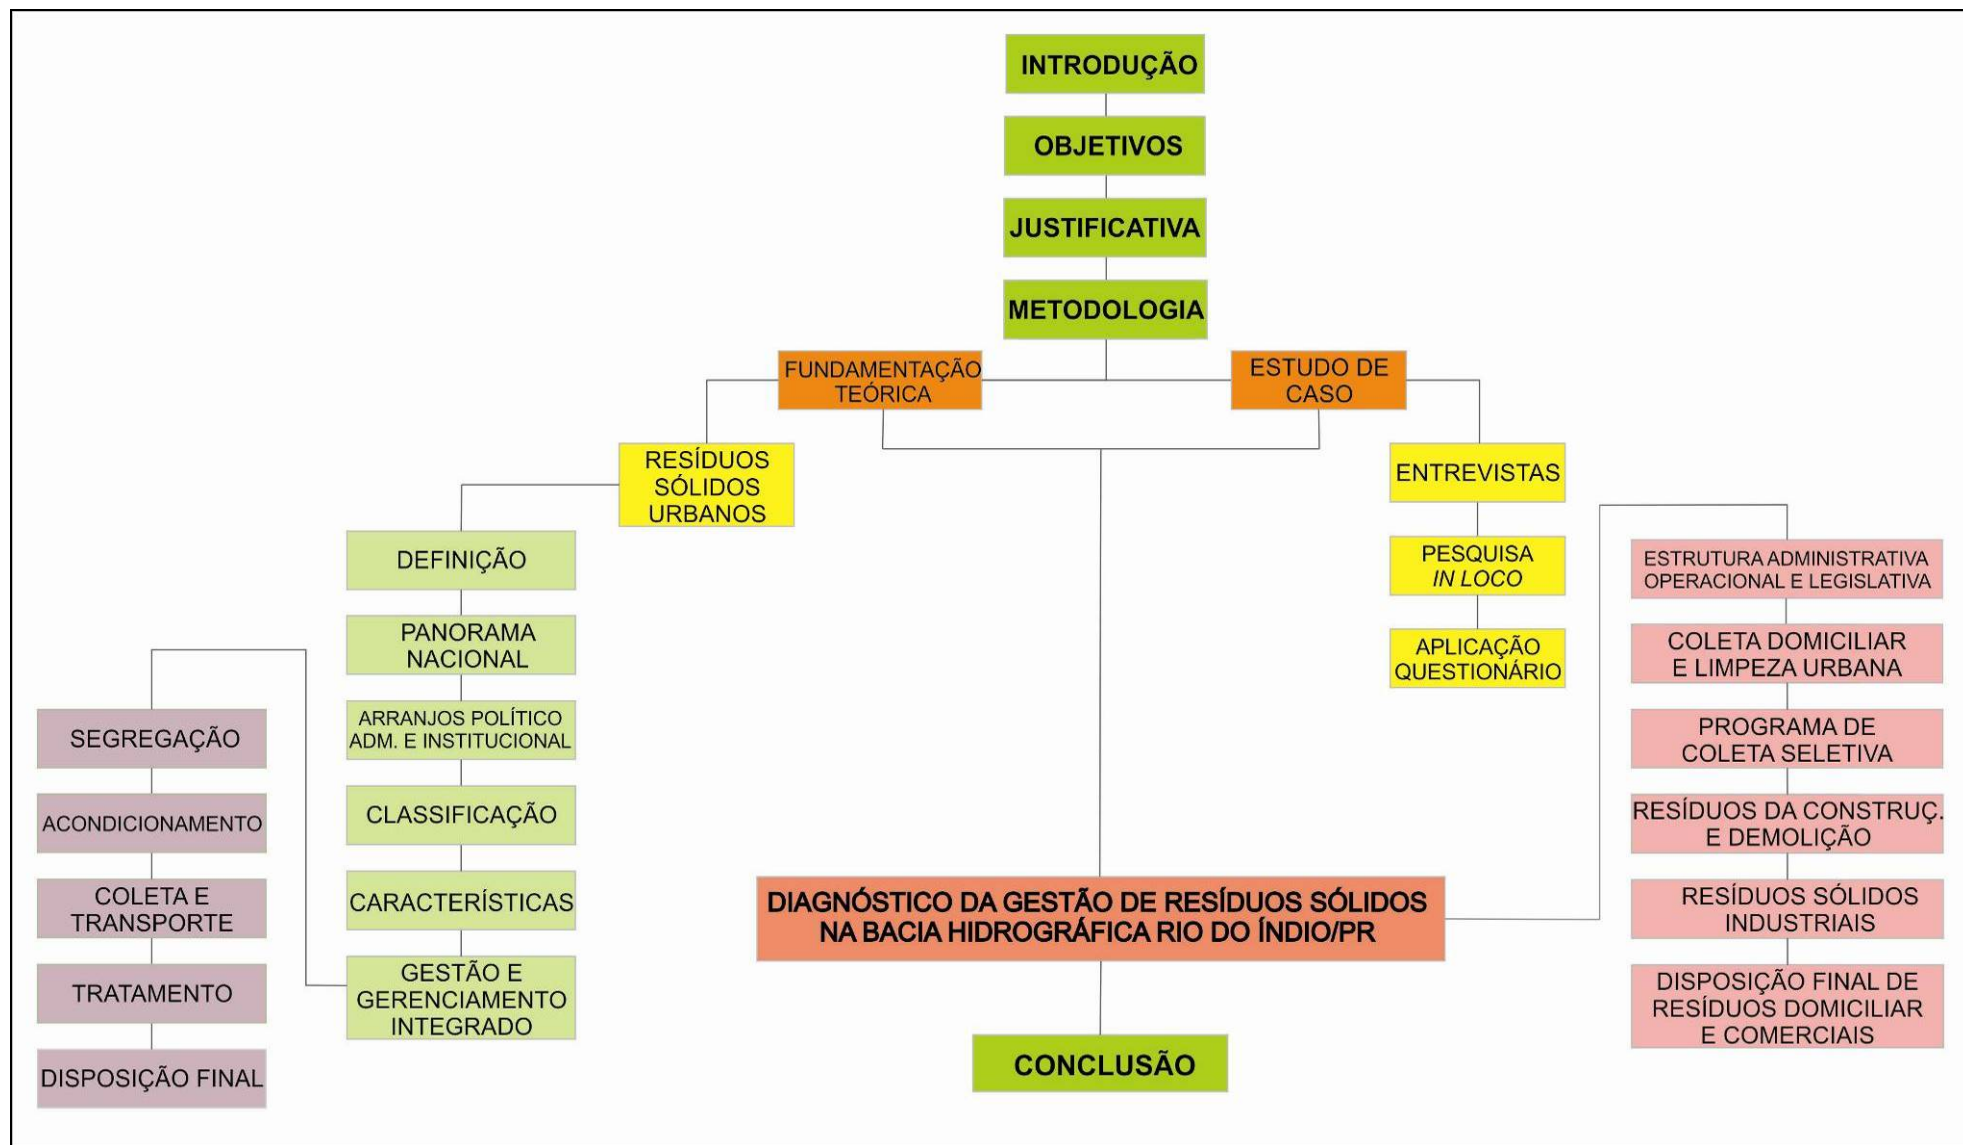 INTRODUÇÃO
OBJETIVOS
JUSTIFICATIVA
METODOLOGIA
FUNDAMENTAÇÃO
TEÓRICA
ESTUDO DE
CASO
RESÍDUOS
SÓLIDOS
URBANOS
DEFINIÇÃO
PANORAMA
NACIONAL
ARRANJOS POLÍTICO
ADM. E INSTITUCIONAL
CLASSIFICAÇÃO
CARACTERÍSTICAS
GESTÃO E
GERENCIAMENTO
INTEGRADO
SEGREGAÇÃO
ACONDICIONAMENTO
COLETA E
TRANSPORTE
TRATAMENTO
DISPOSIÇÃO FINAL
ENTREVISTAS
PESQUISA
IN LOCO
APLICAÇÃO
QUESTIONÁRIO
DIAGNÓSTICO DA GESTÃO DE RESÍDUOS SÓLIDOS
NA BACIA HIDROGRÁFICA RIO DO ÍNDIO/PR
ESTRUTURA ADMINISTRATIVA
OPERACIONAL E LEGISLATIVA
COLETA DOMICILIAR
E LIMPEZA URBANA
PROGRAMA DE
COLETA SELETIVA
RESÍDUOS DA CONSTRUÇ.
E DEMOLIÇÃO
RESÍDUOS SÓLIDOS
INDUSTRIAIS
DISPOSIÇÃO FINAL DE
RESÍDUOS DOMICILIAR
E COMERCIAIS
CONCLUSÃO